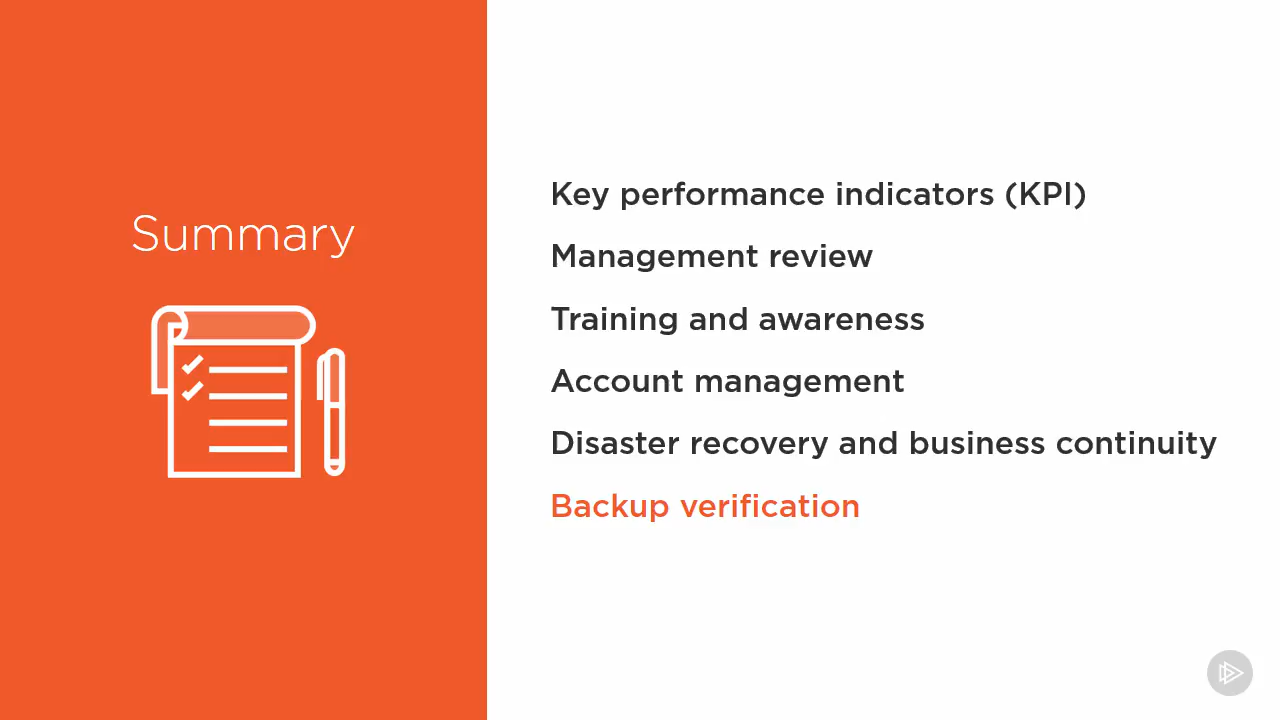 Summary
Key performance indicators (KPI)
Management review
Training and awareness
Account management
Disaster recovery and business continuity
Backup verification